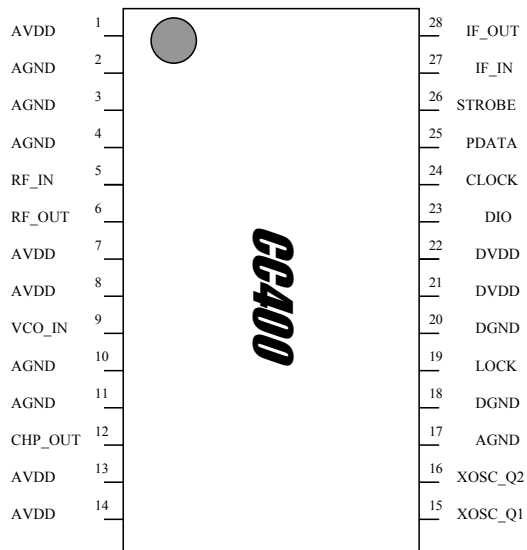 AVDD 1 28 IF_OUT
AGND 2 27 IF_IN
AGND 3 26 STROBE
AGND 4 25 PDATA
RF_IN 5 24 CLOCK
RF_OUT 6 23 DIO
AVDD 7 22 DVDD
AVDD 8 21 DVDD
VCO_IN 9 20 DGND
AGND 10 19 LOCK
AGND 11 18 DGND
CHP_OUT 12 17 AGND
AVDD 13 16 XOSC_Q2
AVDD 14 15 XOSC_Q1
CC400